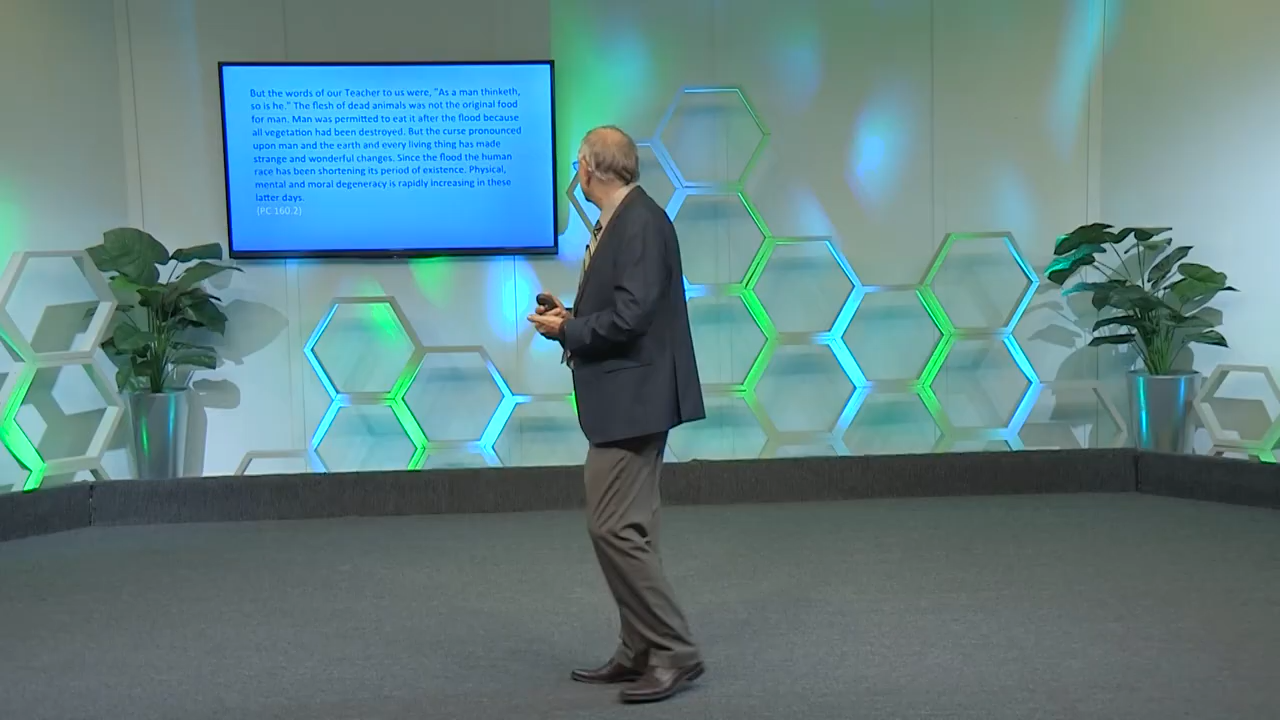 But the words of our Teacher to us were, "As a man thinketh,
so is he." The flesh of dead animals was not the original food
for man. Man was permitted to eat it after the flood because
all vegetation had been destroyed. But the curse pronounced
upon man and the earth and every living thing has made
strange and wonderful changes. Since the flood the human
race has been shortening its period of existence. Physical,
mental and moral degeneracy is rapidly increasing in these
latter days.
(PC 160.2)